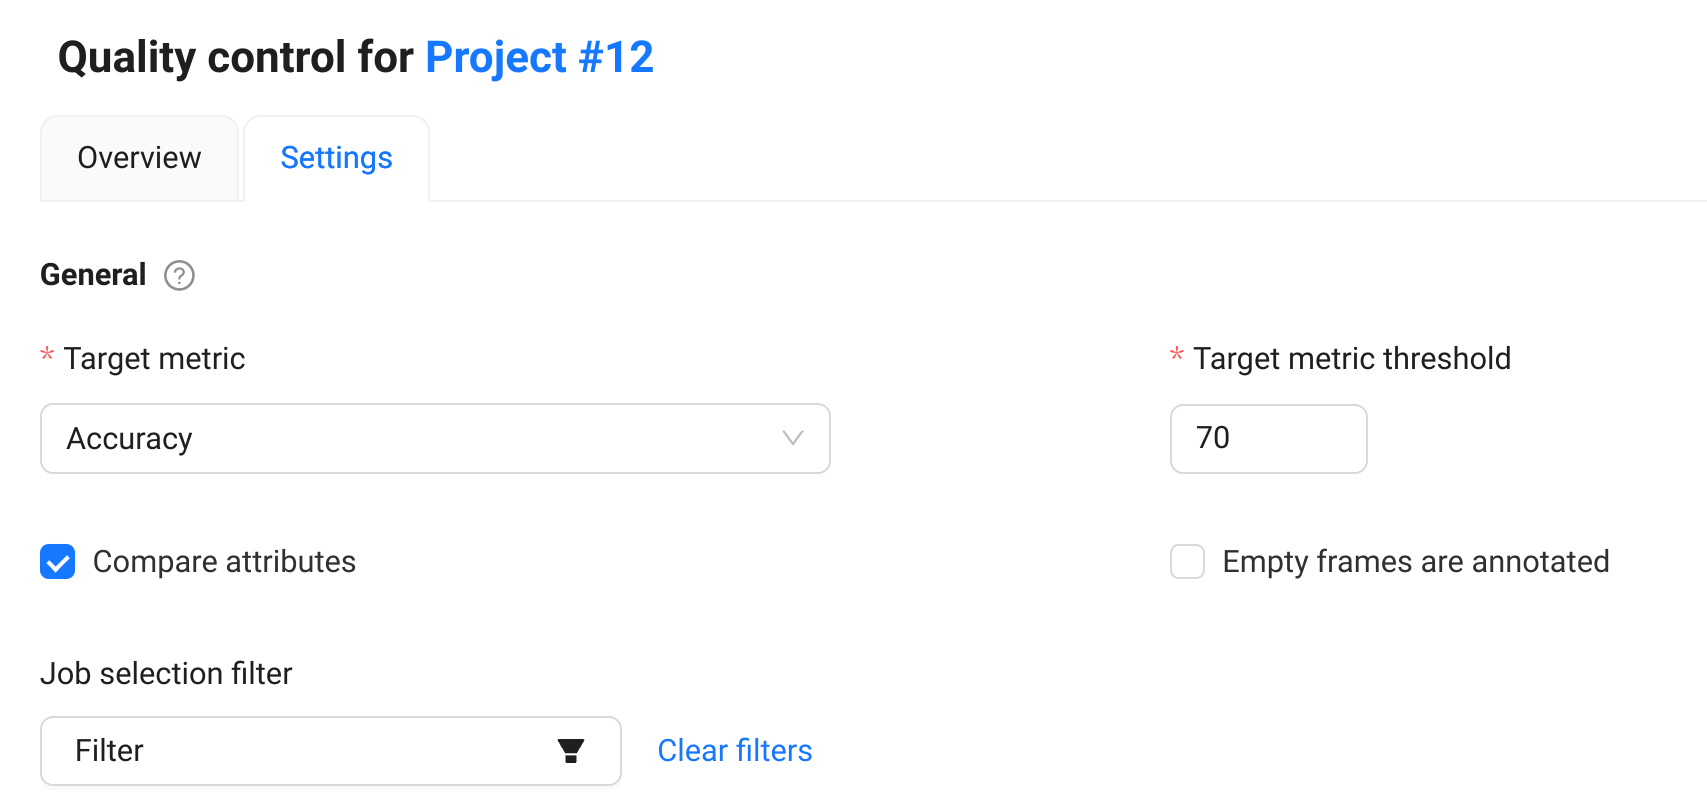 Quality control for Project #12
Overview Settings
General ?
* Target metric
* Target metric threshold
Accuracy
70
Compare attributes
Empty frames are annotated
Job selection filter
Filter
Clear filters